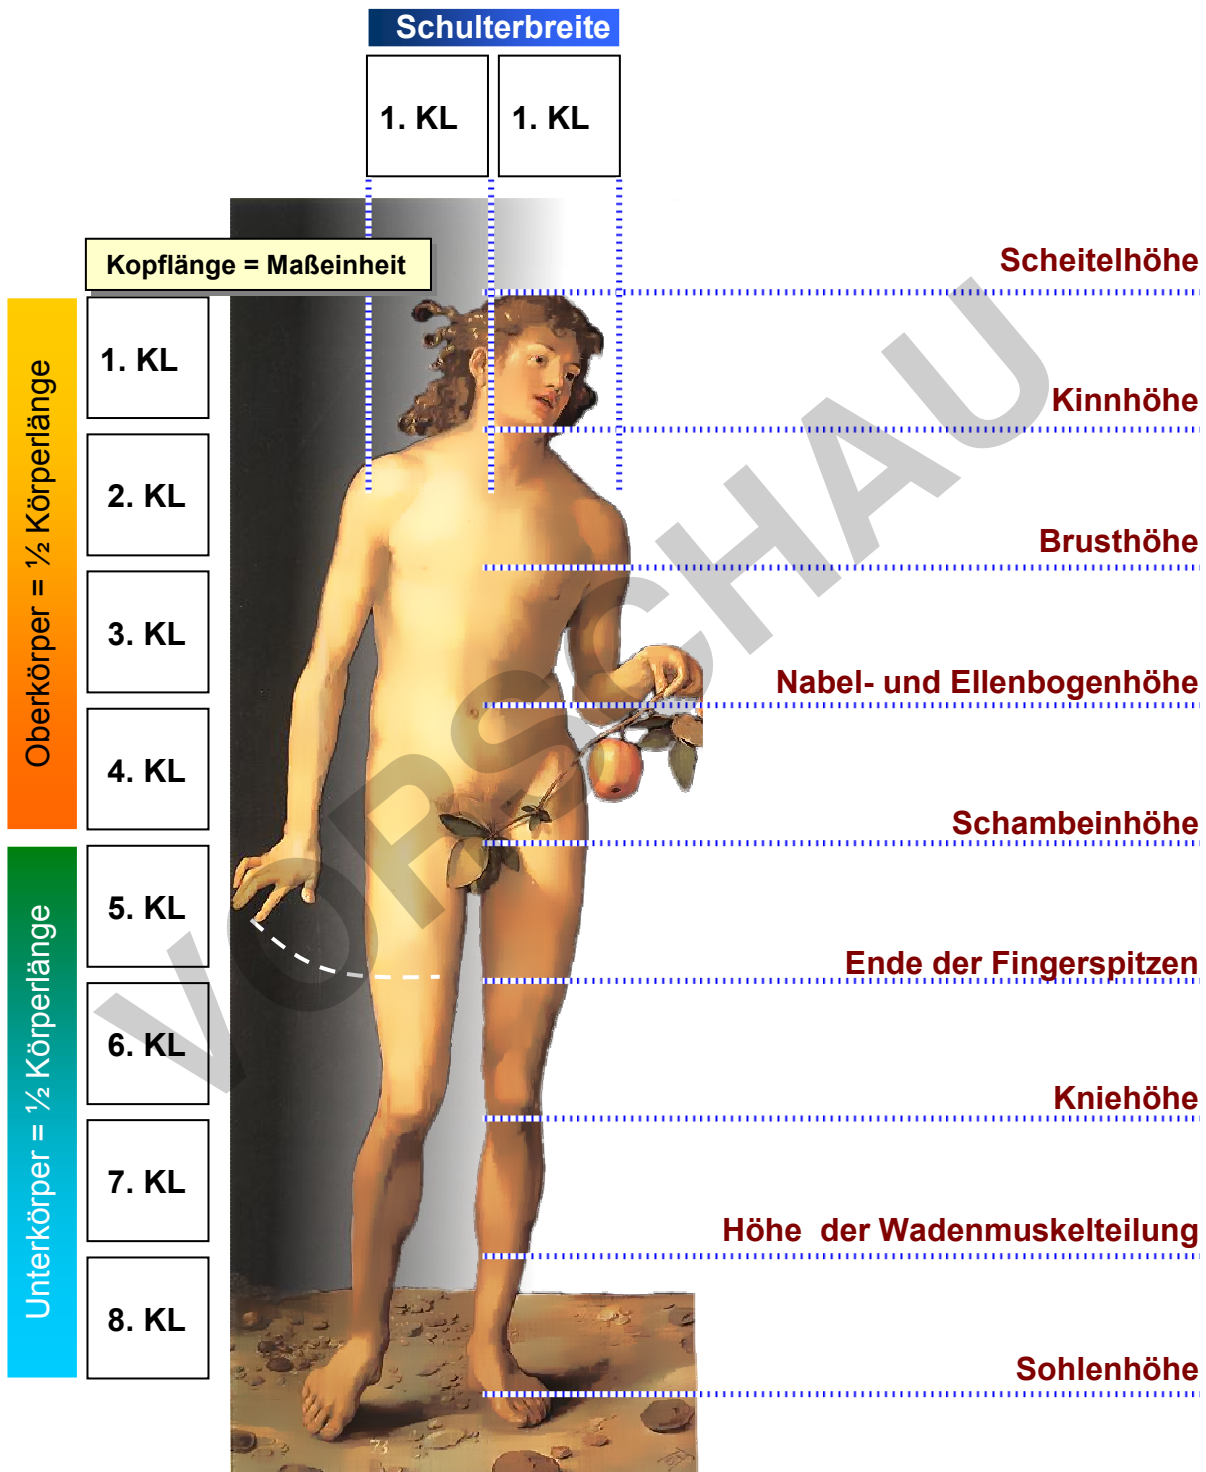 Schulterbreite
1. KL
1. KL
Kopflänge = Maßeinheit
Scheitelhöhe
Oberkörper = ½ Körperlänge
1. KL
Kinnhöhe
2. KL
Brusthöhe
3. KL
Nabel- und Ellenbogenhöhe
4. KL
Schambeinhöhe
Unterkörper = ½ Körperlänge
5. KL
Ende der Fingerspitzen
6. KL
Kniehöhe
7. KL
Höhe  der Wadenmuskelteilung
8. KL
Sohlenhöhe
VORSCHAU